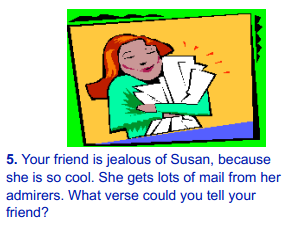 5. Your friend is jealous of Susan, because
she is so cool. She gets lots of mail from her
admirers. What verse could you tell your
friend?